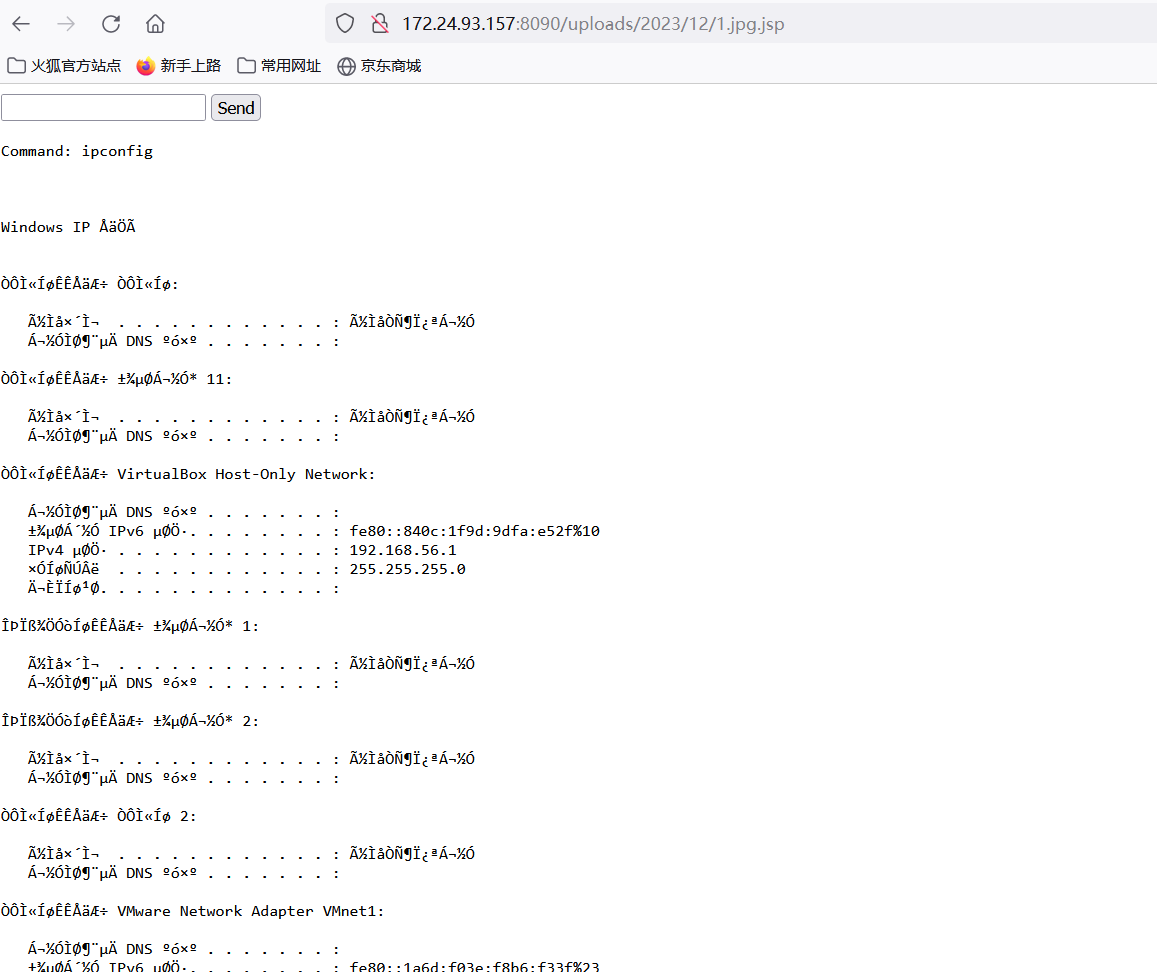 172.24.93.157:8090/uploads/2023/12/1.jpg.jsp
火狐官方站点 新手上路 常用网址 京东商城
Send
Command: ipconfig
Windows IP ÅäÖÃ
ÒÔÌ«ÍøÊÊÅäÆ÷ ÒÔÌ«Íø:
Ã½Ìå×´Ì¬ . . . . . . . . . . . . : Ã½ÌåÒÑ¶Ï¿ªÁ¬½Ó
Á¬½ÓÌØ¶¨µÄ DNS ºó×º . . . . . . . :
ÒÔÌ«ÍøÊÊÅäÆ÷ ±¾µØÁ¬½Ó* 11:
Ã½Ìå×´Ì¬ . . . . . . . . . . . . : Ã½ÌåÒÑ¶Ï¿ªÁ¬½Ó
Á¬½ÓÌØ¶¨µÄ DNS ºó×º . . . . . . . :
ÒÔÌ«ÍøÊÊÅäÆ÷ VirtualBox Host-Only Network:
Á¬½ÓÌØ¶¨µÄ DNS ºó×º . . . . . . . :
±¾µØÁ´½Ó IPv6 µØÖ·. . . . . . . . : fe80::840c:1f9d:9dfa:e52f%10
IPv4 µØÖ· . . . . . . . . . . . . : 192.168.56.1
×ÓÍøÑÚÂë . . . . . . . . . . . . : 255.255.255.0
Ä¬ÈÏÍø¹Ø. . . . . . . . . . . . . :
ÎÞÏß¾ÖÓòÍøÊÊÅäÆ÷ ±¾µØÁ¬½Ó* 1:
Ã½Ìå×´Ì¬ . . . . . . . . . . . . : Ã½ÌåÒÑ¶Ï¿ªÁ¬½Ó
Á¬½ÓÌØ¶¨µÄ DNS ºó×º . . . . . . . :
ÎÞÏß¾ÖÓòÍøÊÊÅäÆ÷ ±¾µØÁ¬½Ó* 2:
Ã½Ìå×´Ì¬ . . . . . . . . . . . . : Ã½ÌåÒÑ¶Ï¿ªÁ¬½Ó
Á¬½ÓÌØ¶¨µÄ DNS ºó×º . . . . . . . :
ÒÔÌ«ÍøÊÊÅäÆ÷ ÒÔÌ«Íø 2:
Ã½Ìå×´Ì¬ . . . . . . . . . . . . : Ã½ÌåÒÑ¶Ï¿ªÁ¬½Ó
Á¬½ÓÌØ¶¨µÄ DNS ºó×º . . . . . . . :
ÒÔÌ«ÍøÊÊÅäÆ÷ VMware Network Adapter VMnet1:
Á¬½ÓÌØ¶¨µÄ DNS ºó×º . . . . . . . :
±¾µØÁ´½Ó IPv6 µØÖ·. . . . . . . . : fe80::1a6d:f03e:f8b6:f33f%23